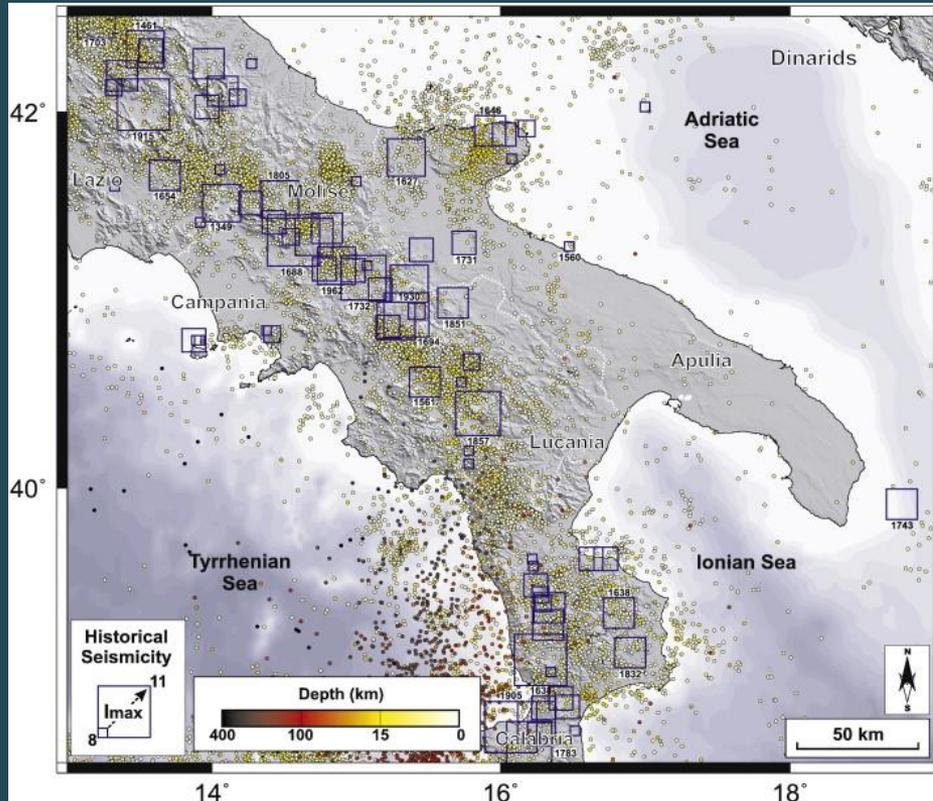 1461
1703
Dinarids
42°
1646
Adriatic
Sea
1915
Lazio
1654
1805
Molise
1627
1349
1731
1560
1688
1962
Campania
1732
1930
1851
1694
Apulia
1561
Lucania
1857
40°
1743
Tyrrhenian
Sea
Ionian Sea
1638
Historical
Seismicity
11
Imax
8
1832
N
S
Depth (km)
400 100 15 0
1905
Calabria
1783
50 km
14° 16° 18°